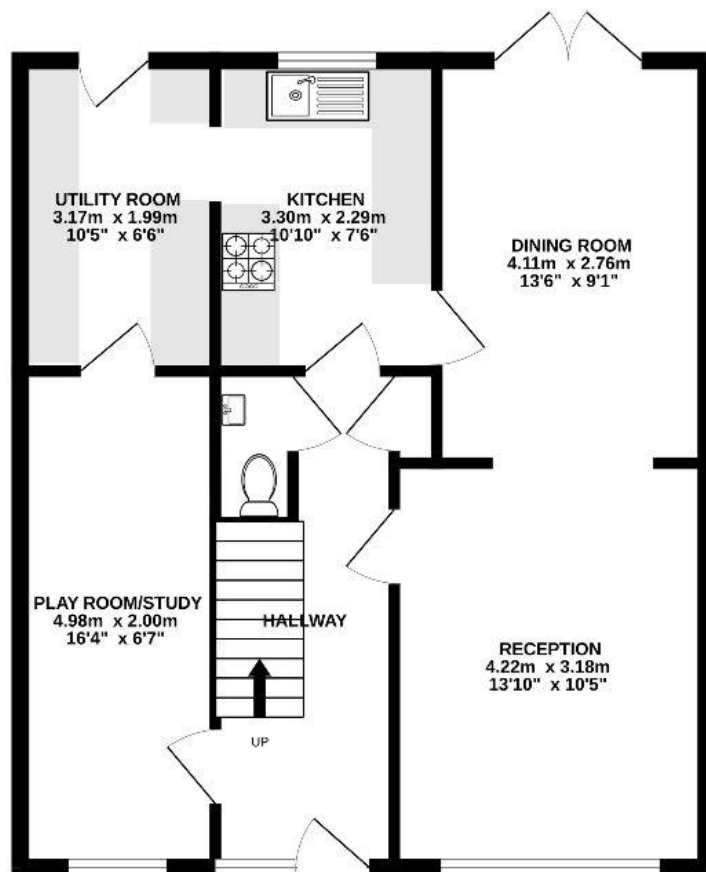 UTILITY ROOM
3.17m x 1.99m
10'5" x 6'6"
KITCHEN
3.30m x 2.29m
10'10" x 7'6"
DINING ROOM
4.11m x 2.76m
13'6" x 9'1"
PLAY ROOM/STUDY
4.98m x 2.00m
16'4" x 6'7"
HALLWAY
RECEPTION
4.22m x 3.18m
13'10" x 10'5"
UP